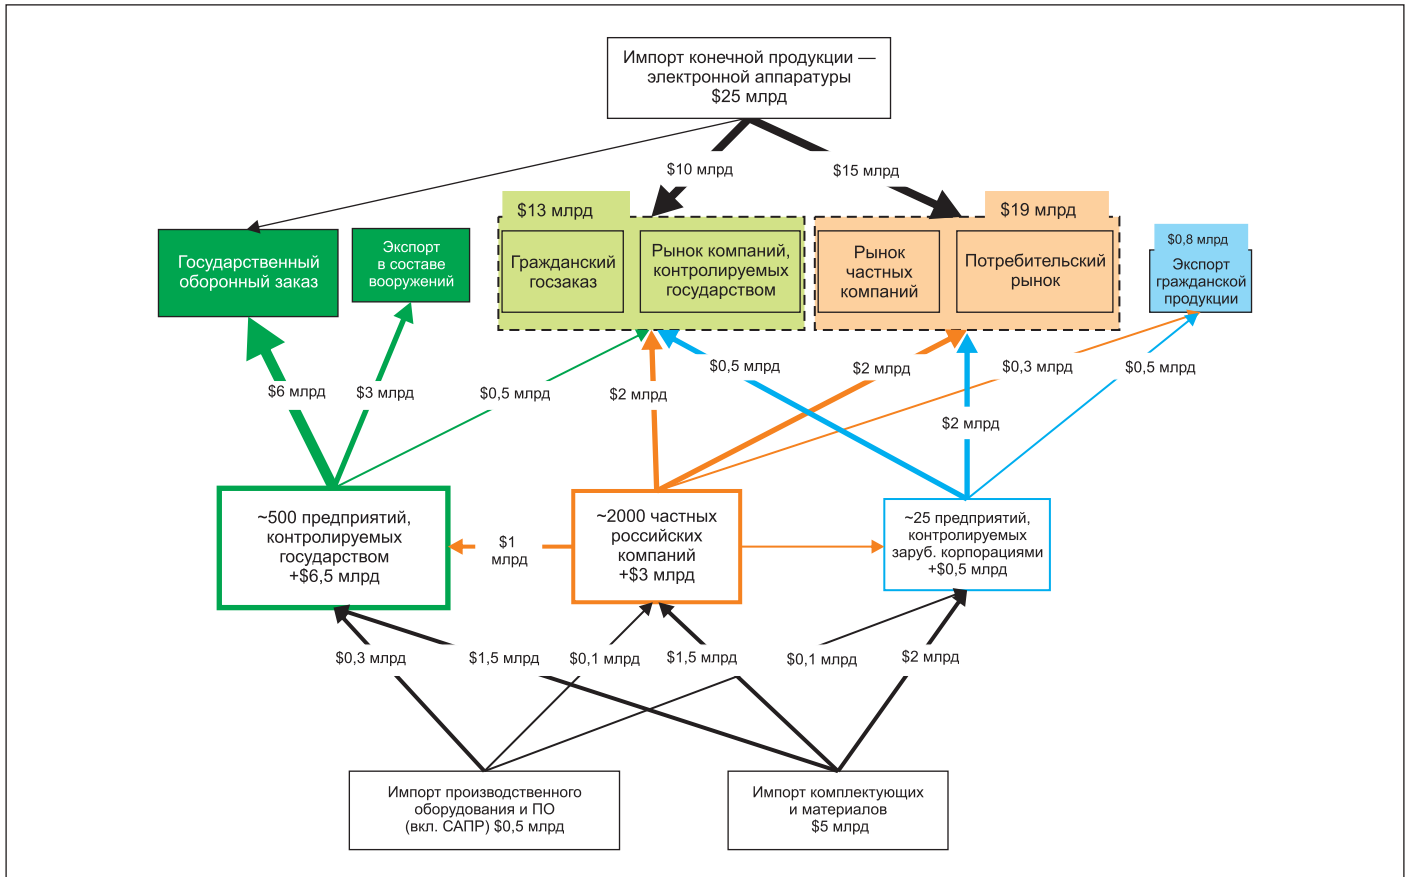 Импорт конечной продукции —
электронной аппаратуры
$25 млрд
$10 млрд
$15 млрд
$13 млрд
$19 млрд
$0,8 млрд
Государственный
оборонный заказ
Экспорт
в составе
вооружений
Гражданский
госзаказ
Рынок компаний,
контролируемых
государством
Рынок
частных
компаний
Потребительский
рынок
Экспорт
гражданской
продукции
$6 млрд
$3 млрд
$0,5 млрд
$2 млрд
$0,5 млрд
$2 млрд
$0,3 млрд
$0,5 млрд
$2 млрд
~500 предприятий,
контролируемых
государством
+$6,5 млрд
$1
млрд
~2000 частных
российских
компаний
+$3 млрд
~25 предприятий,
контролируемых
заруб. корпорациями
+$0,5 млрд
$0,3 млрд
$1,5 млрд
$0,1 млрд
$1,5 млрд
$0,1 млрд
$2 млрд
Импорт производственного
оборудования и ПО
(вкл. САПР) $0,5 млрд
Импорт комплектующих
и материалов
$5 млрд